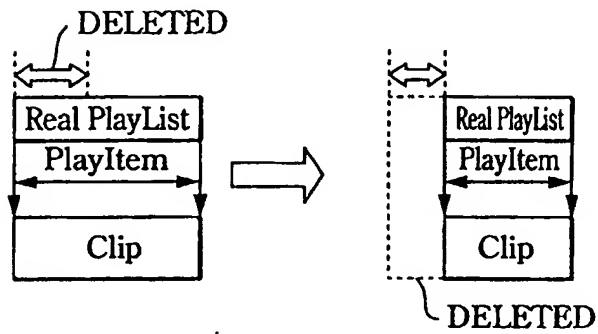 DELETED
Real PlayList
PlayItem
Clip
Real PlayList
PlayItem
Clip
DELETED